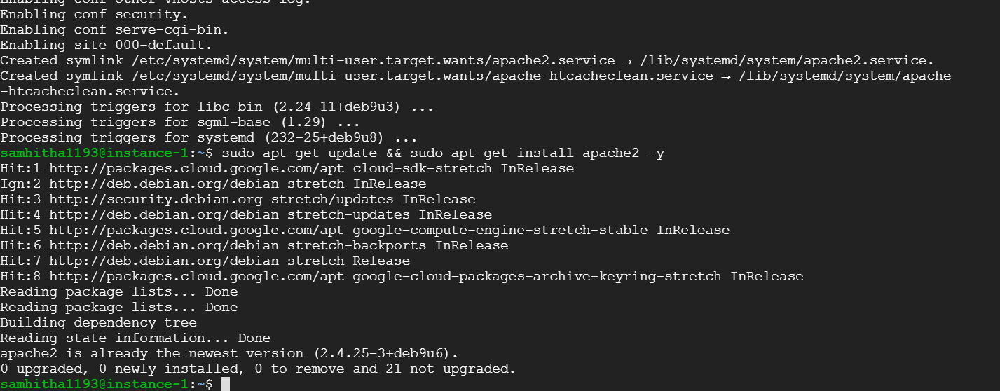 Enabling conf other-vhosts-access-log.
Enabling conf security.
Enabling conf serve-cgi-bin.
Enabling site 000-default.
Created symlink /etc/systemd/system/multi-user.target.wants/apache2.service → /lib/systemd/system/apache2.service.
Created symlink /etc/systemd/system/multi-user.target.wants/apache-htcacheclean.service → /lib/systemd/system/apache
-htcacheclean.service.
Processing triggers for libc-bin (2.24-11+deb9u3) ...
Processing triggers for sgml-base (1.29) ...
Processing triggers for systemd (232-25+deb9u8) ...
samhitha1193@instance-1:~$ sudo apt-get update && sudo apt-get install apache2 -y
Hit:1 http://packages.cloud.google.com/apt cloud-sdk-stretch InRelease
Ign:2 http://deb.debian.org/debian stretch InRelease
Hit:3 http://security.debian.org stretch/updates InRelease
Hit:4 http://deb.debian.org/debian stretch-updates InRelease
Hit:5 http://packages.cloud.google.com/apt google-compute-engine-stretch-stable InRelease
Hit:6 http://deb.debian.org/debian stretch-backports InRelease
Hit:7 http://deb.debian.org/debian stretch Release
Hit:8 http://packages.cloud.google.com/apt google-cloud-packages-archive-keyring-stretch InRelease
Reading package lists... Done
Reading package lists... Done
Building dependency tree
Reading state information... Done
apache2 is already the newest version (2.4.25-3+deb9u6).
0 upgraded, 0 newly installed, 0 to remove and 21 not upgraded.
samhitha1193@instance-1:~$